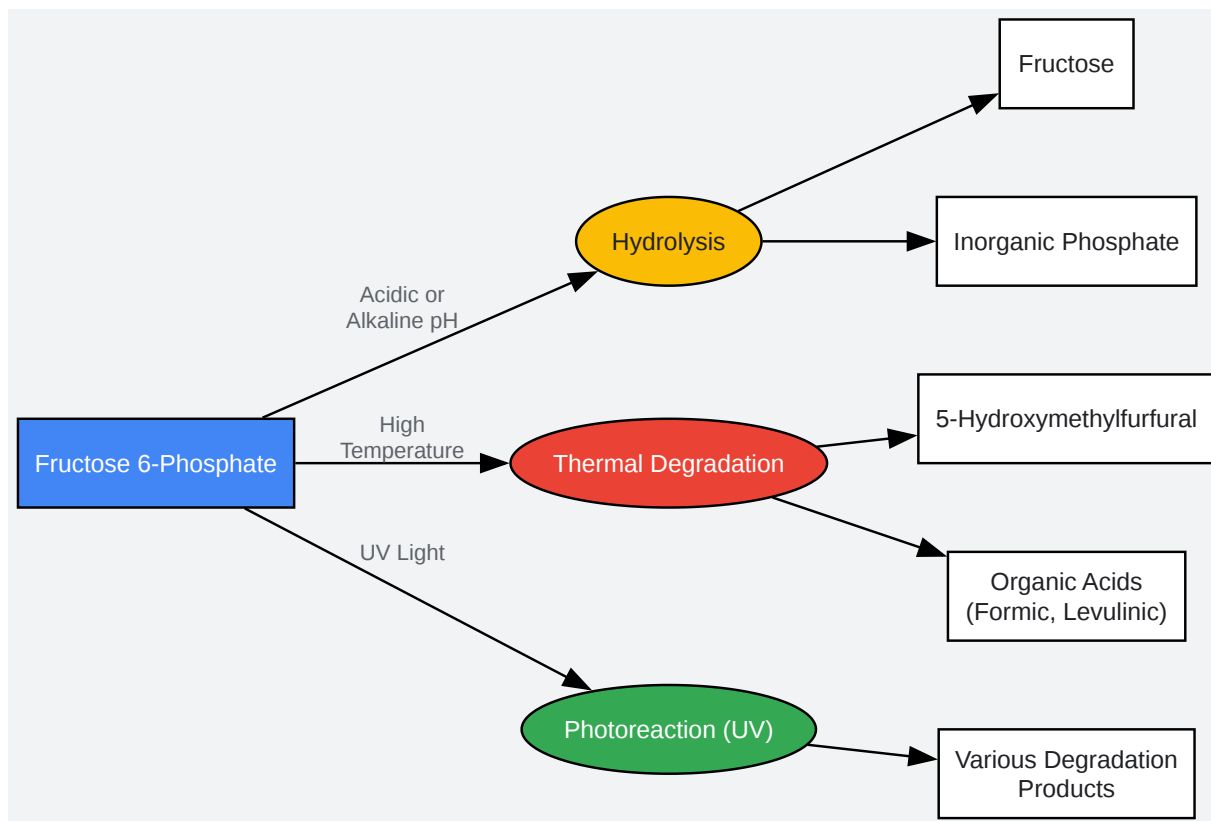 Fructose
Hydrolysis
Inorganic Phosphate
Acidic or
Alkaline pH
5-Hydroxymethylfurfural
High
Temperature
Fructose 6-Phosphate
Thermal Degradation
UV Light
Organic Acids
(Formic, Levulinic)
Photoreaction (UV)
Various Degradation
Products